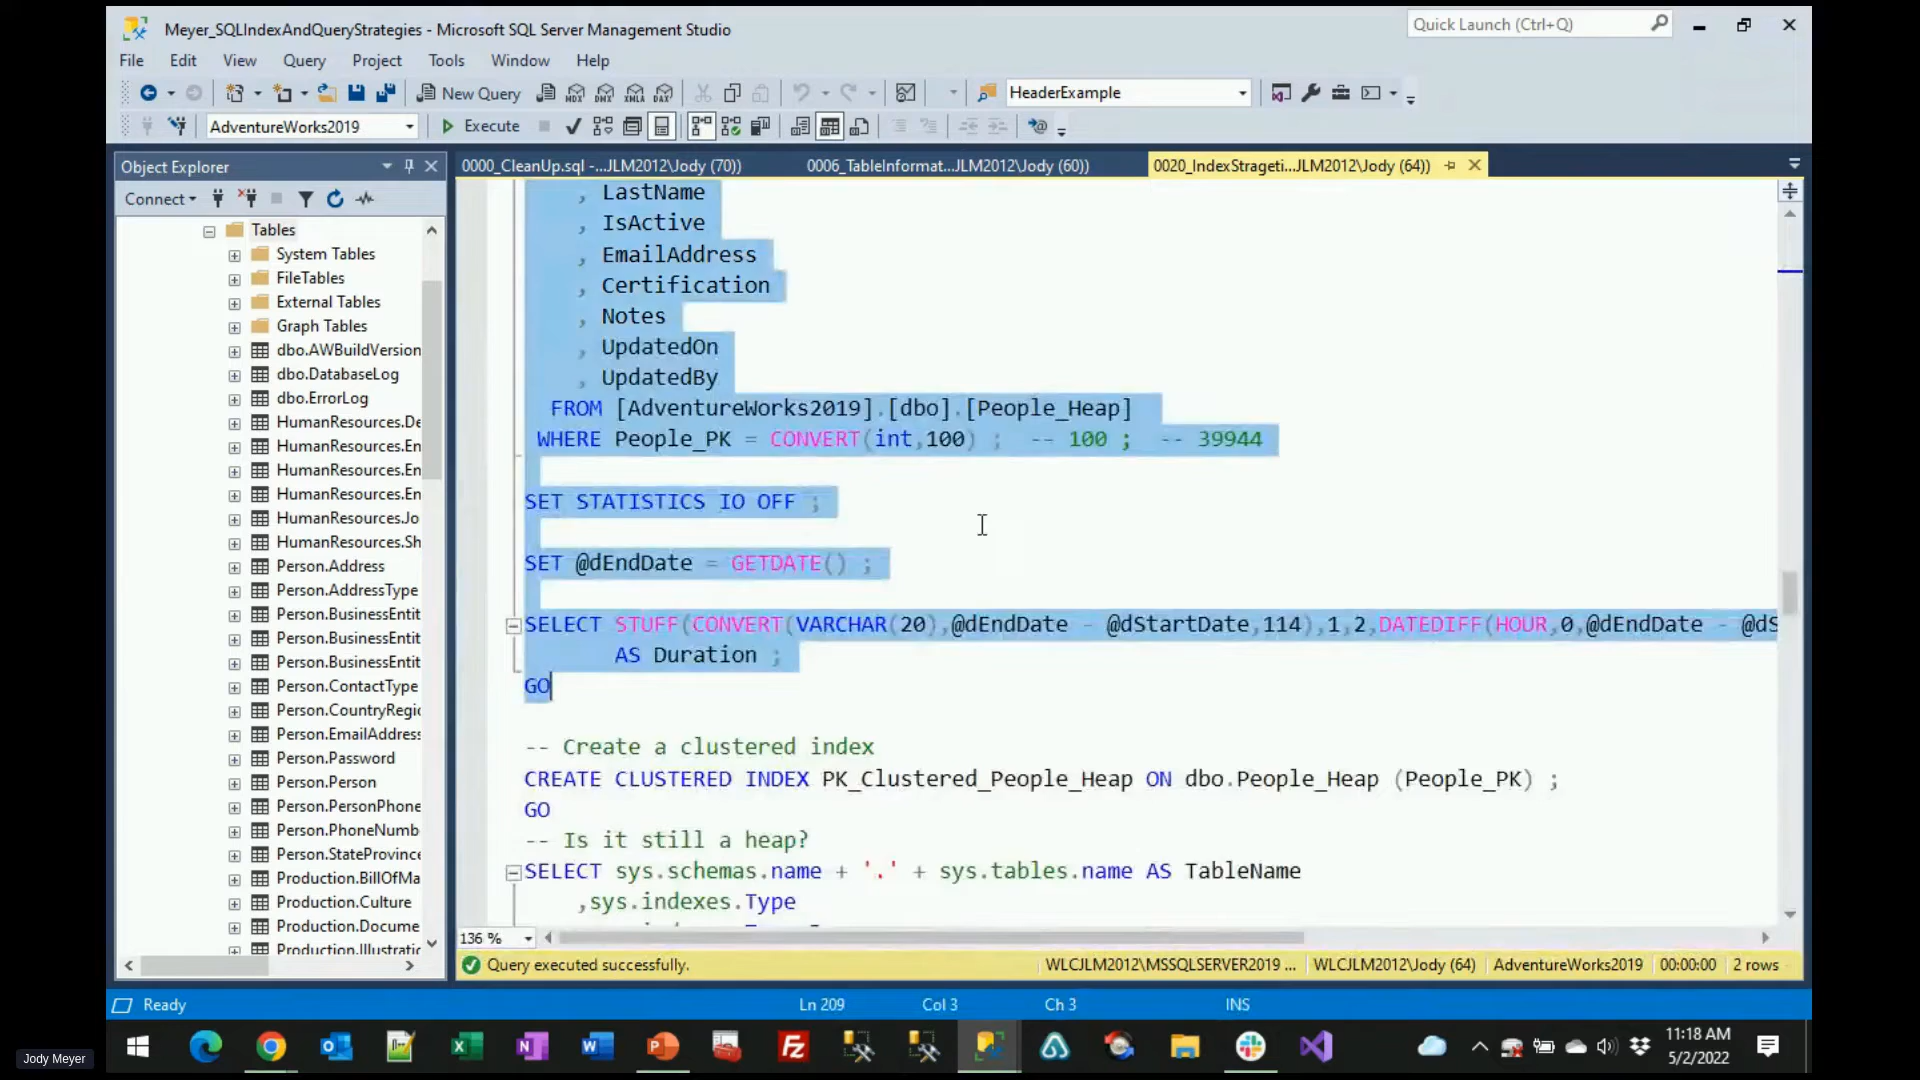 Meyer_SQLIndexAndQueryStrategies - Microsoft SQL Server Management Studio
Quick Launch (Ctrl+Q)
File Edit View Query Project Tools Window Help
New Query
MDX DMX XMLA DAX
HeaderExample
AdventureWorks2019
Execute
Object Explorer
0000_CleanUp.sql -...JLM2012\Jody (70))
0006_TableInformat...JLM2012\Jody (60))
0020_IndexStrageti...JLM2012\Jody (64))
Connect
Tables
System Tables
FileTables
External Tables
Graph Tables
dbo.AWBuildVersion
dbo.DatabaseLog
dbo.ErrorLog
HumanResources.De
HumanResources.En
HumanResources.En
HumanResources.En
HumanResources.Jo
HumanResources.Sh
Person.Address
Person.AddressType
Person.BusinessEntit
Person.BusinessEntit
Person.BusinessEntit
Person.ContactType
Person.CountryRegic
Person.EmailAddress
Person.Password
Person.Person
Person.PersonPhone
Person.PhoneNumb
Person.StateProvince
Production.BillOfMa
Production.Culture
Production.Docume
Production.Illustratic
, LastName
, IsActive
, EmailAddress
, Certification
, Notes
, UpdatedOn
, UpdatedBy
FROM [AdventureWorks2019].[dbo].[People_Heap]
WHERE People_PK = CONVERT(int,100) ; -- 100 ; -- 39944
SET STATISTICS IO OFF ;
SET @dEndDate = GETDATE() ;
SELECT STUFF(CONVERT(VARCHAR(20),@dEndDate - @dStartDate,114),1,2,DATEDIFF(HOUR,0,@dEndDate - @dS
AS Duration ;
GO
-- Create a clustered index
CREATE CLUSTERED INDEX PK_Clustered_People_Heap ON dbo.People_Heap (People_PK) ;
GO
-- Is it still a heap?
SELECT sys.schemas.name + '.' + sys.tables.name AS TableName
,sys.indexes.Type
136 %
Query executed successfully.
WLCJLM2012\MSSQLSERVER2019 ...
WLCJLM2012\Jody (64)
AdventureWorks2019
00:00:00
2 rows
Ready
Ln 209
Col 3
Ch 3
INS
11:18 AM
5/2/2022
Jody Meyer